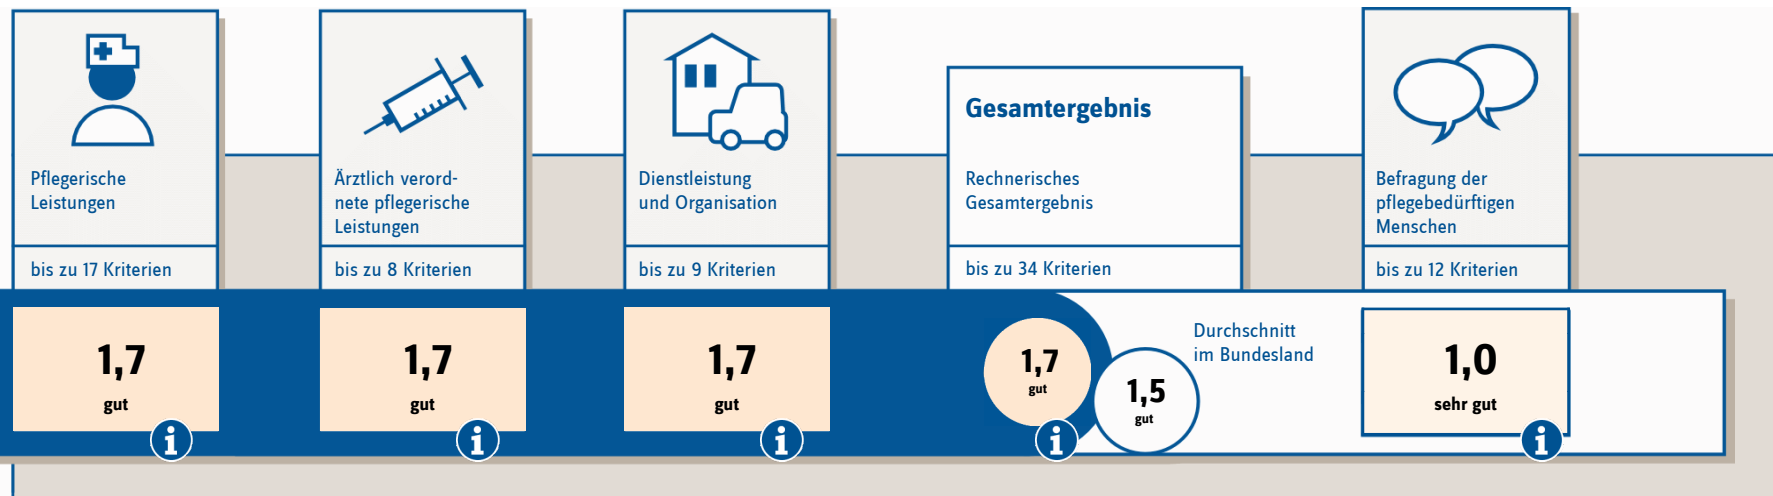 Pflegerische
Leistungen
bis zu 17 Kriterien
1,7
gut
i
Ärztlich verord-
nete pflegerische
Leistungen
bis zu 8 Kriterien
1,7
gut
i
Dienstleistung
und Organisation
bis zu 9 Kriterien
1,7
gut
i
Gesamtergebnis
Rechnerisches
Gesamtergebnis
bis zu 34 Kriterien
1,7
gut
i
Durchschnitt
im Bundesland
1,5
gut
Befragung der
pflegebedürftigen
Menschen
bis zu 12 Kriterien
1,0
sehr gut
i